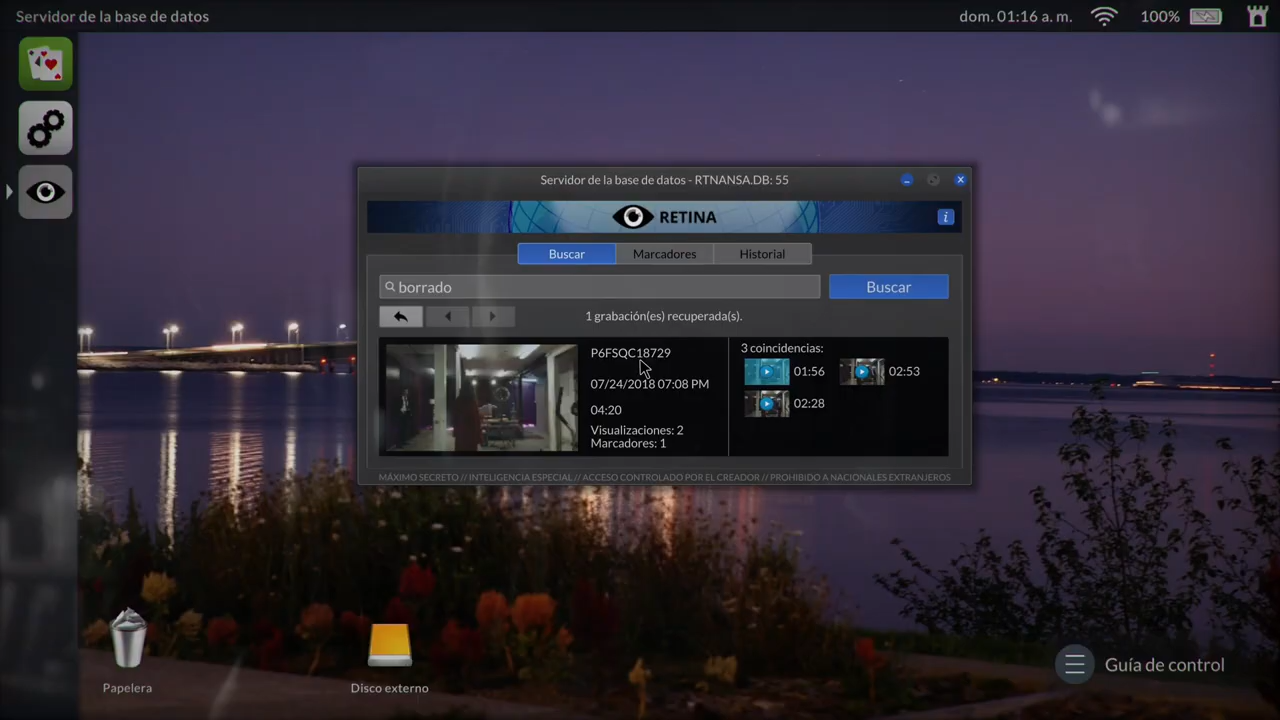 Servidor de la base de datos
dom. 01:16 a. m.
100%
Servidor de la base de datos - RTNANSA.DB: 55
RETINA
i
Buscar
Marcadores
Historial
borrado
Buscar
1 grabación(es) recuperada(s).
P6FSQC18729
07/24/2018 07:08 PM
04:20
Visualizaciones: 2
Marcadores: 1
3 coincidencias:
01:56
02:53
02:28
MÁXIMO SECRETO // INTELIGENCIA ESPECIAL // ACCESO CONTROLADO POR EL CREADOR // PROHIBIDO A NACIONALES EXTRANJEROS
Papelera
Disco externo
Guía de control